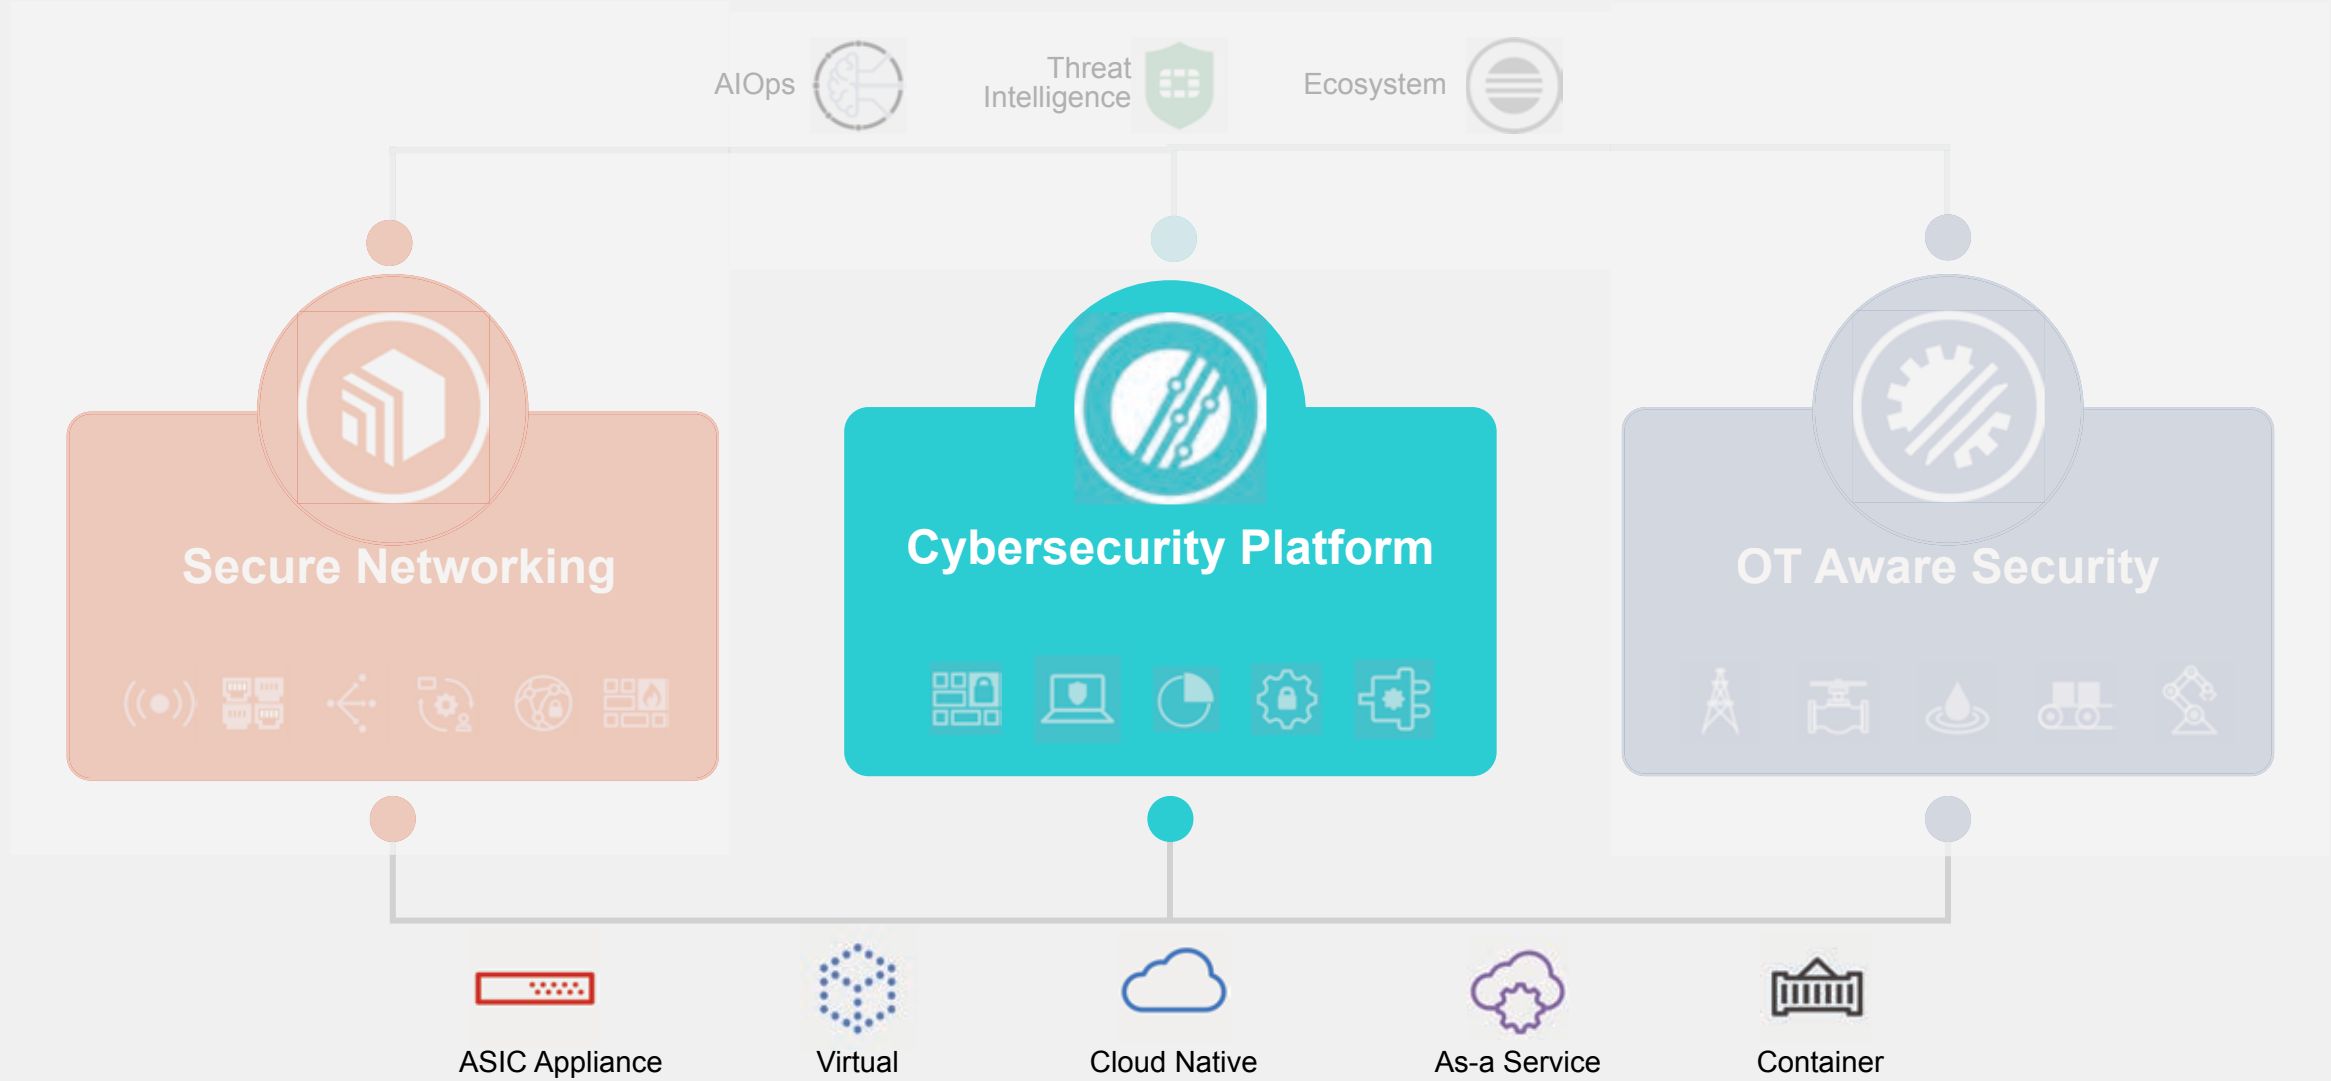 AIOps
Threat
Intelligence
Ecosystem
Secure Networking
Cybersecurity Platform
OT Aware Security
ASIC Appliance
Virtual
Cloud Native
As-a Service
Container